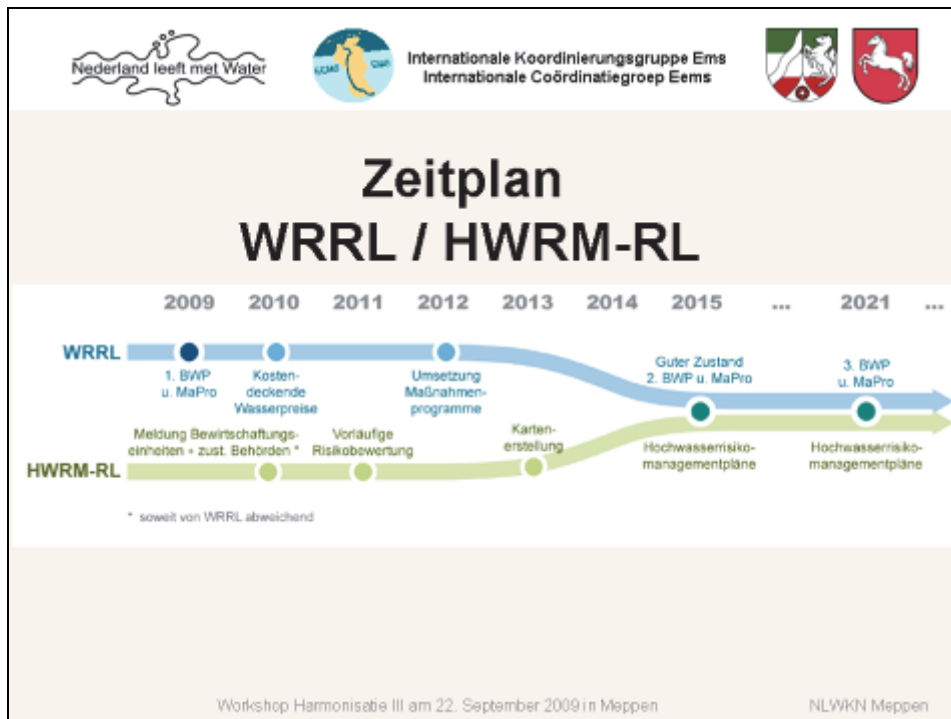 Nederland leeft met Water
Internationale Koordinierungsgruppe Ems
Internationale Coördinatiegroep Eems
Zeitplan
WRRL / HWRM-RL
2009 2010 2011 2012 2013 2014 2015 ... 2021 ...
WRRL
1. BWP
u. MaPro
Kosten-
deckende
Wasserpreise
Umsetzung
Maßnahmen-
programme
Guter Zustand
2. BWP u. MaPro
3. BWP
u. MaPro
HWRM-RL
Meldung Bewirtschaftungs-
einheiten + zust. Behörden *
Vorläufige
Risikobewertung
Karten-
erstellung
Hochwasserrisiko-
managementpläne
Hochwasserrisiko-
managementpläne
* soweit von WRRL abweichend
Workshop Harmonisatie III am 22. September 2009 in Meppen
NLWKN Meppen